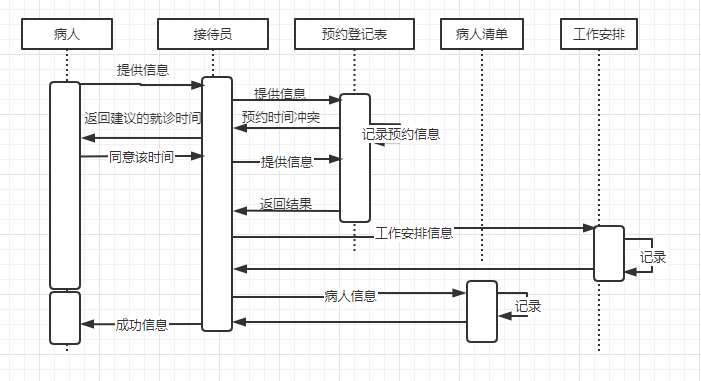 病人
接待员
预约登记表
病人清单
工作安排
提供信息
提供信息
返回建议的就诊时间
预约时间冲突
记录预约信息
同意该时间
提供信息
返回结果
工作安排信息
记录
病人信息
记录
成功信息